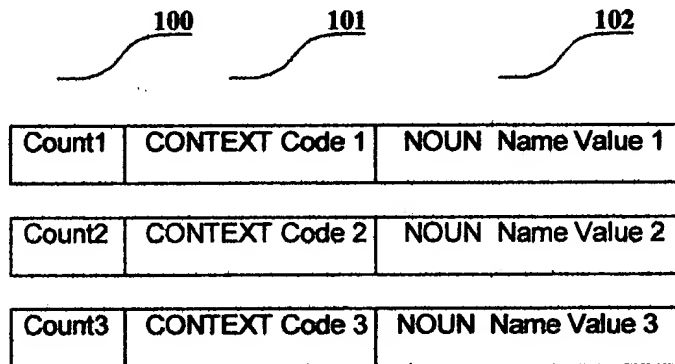 100 101 102
Count1 CONTEXT Code 1 NOUN Name Value 1
Count2 CONTEXT Code 2 NOUN Name Value 2
Count3 CONTEXT Code 3 NOUN Name Value 3